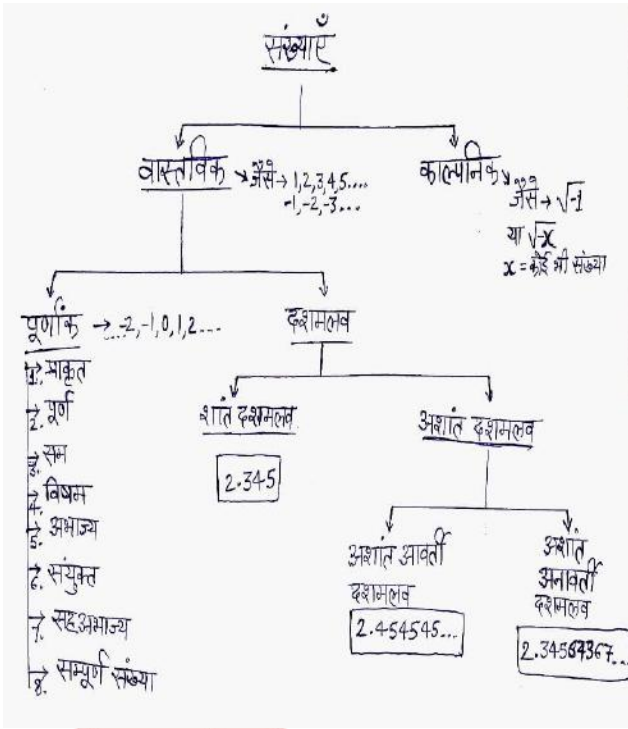 संख्याएँ
वास्तविक
जैसे → 1,2,3,4,5....
-1,-2,-3...
काल्पनिक
जैसे → √-1
या √-x
x = कोई भी संख्या
पूर्णांक → ...-2,-1,0,1,2...
दशमलव
1. प्राकृत
2. पूर्ण
3. सम
4. विषम
5. अभाज्य
6. संयुक्त
7. सहअभाज्य
8. सम्पूर्ण संख्या
शांत दशमलव
2.345
अशांत दशमलव
अशांत आवर्ती
दशमलव
2.454545...
अशांत
अनावर्ती
दशमलव